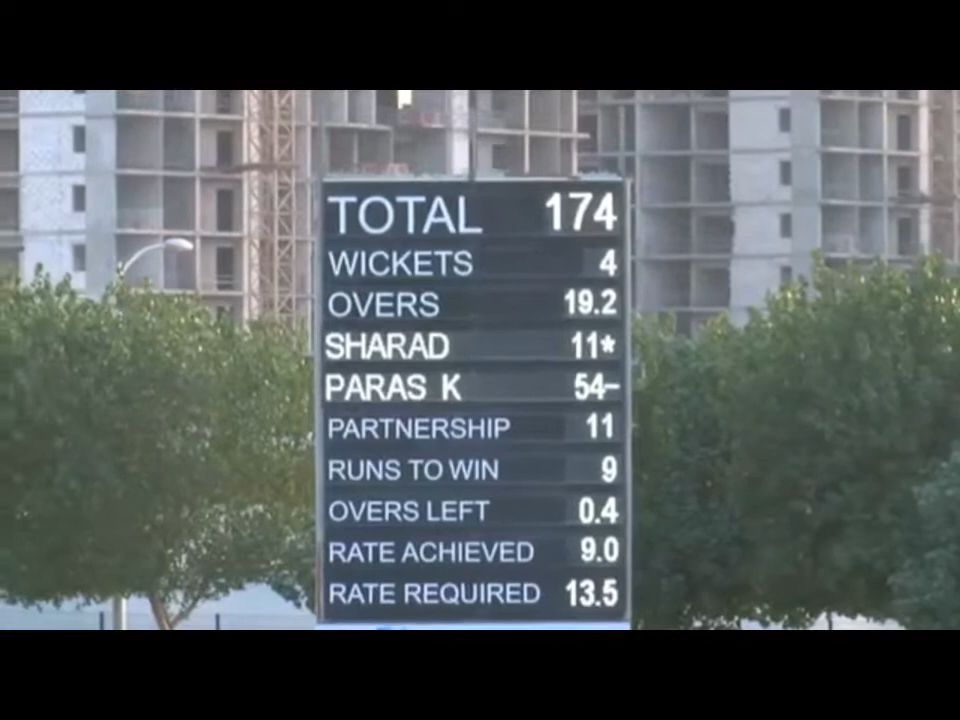 TOTAL 174
WICKETS 4
OVERS 19.2
SHARAD 11*
PARAS K 54-
PARTNERSHIP 11
RUNS TO WIN 9
OVERS LEFT 0.4
RATE ACHIEVED 9.0
RATE REQUIRED 13.5